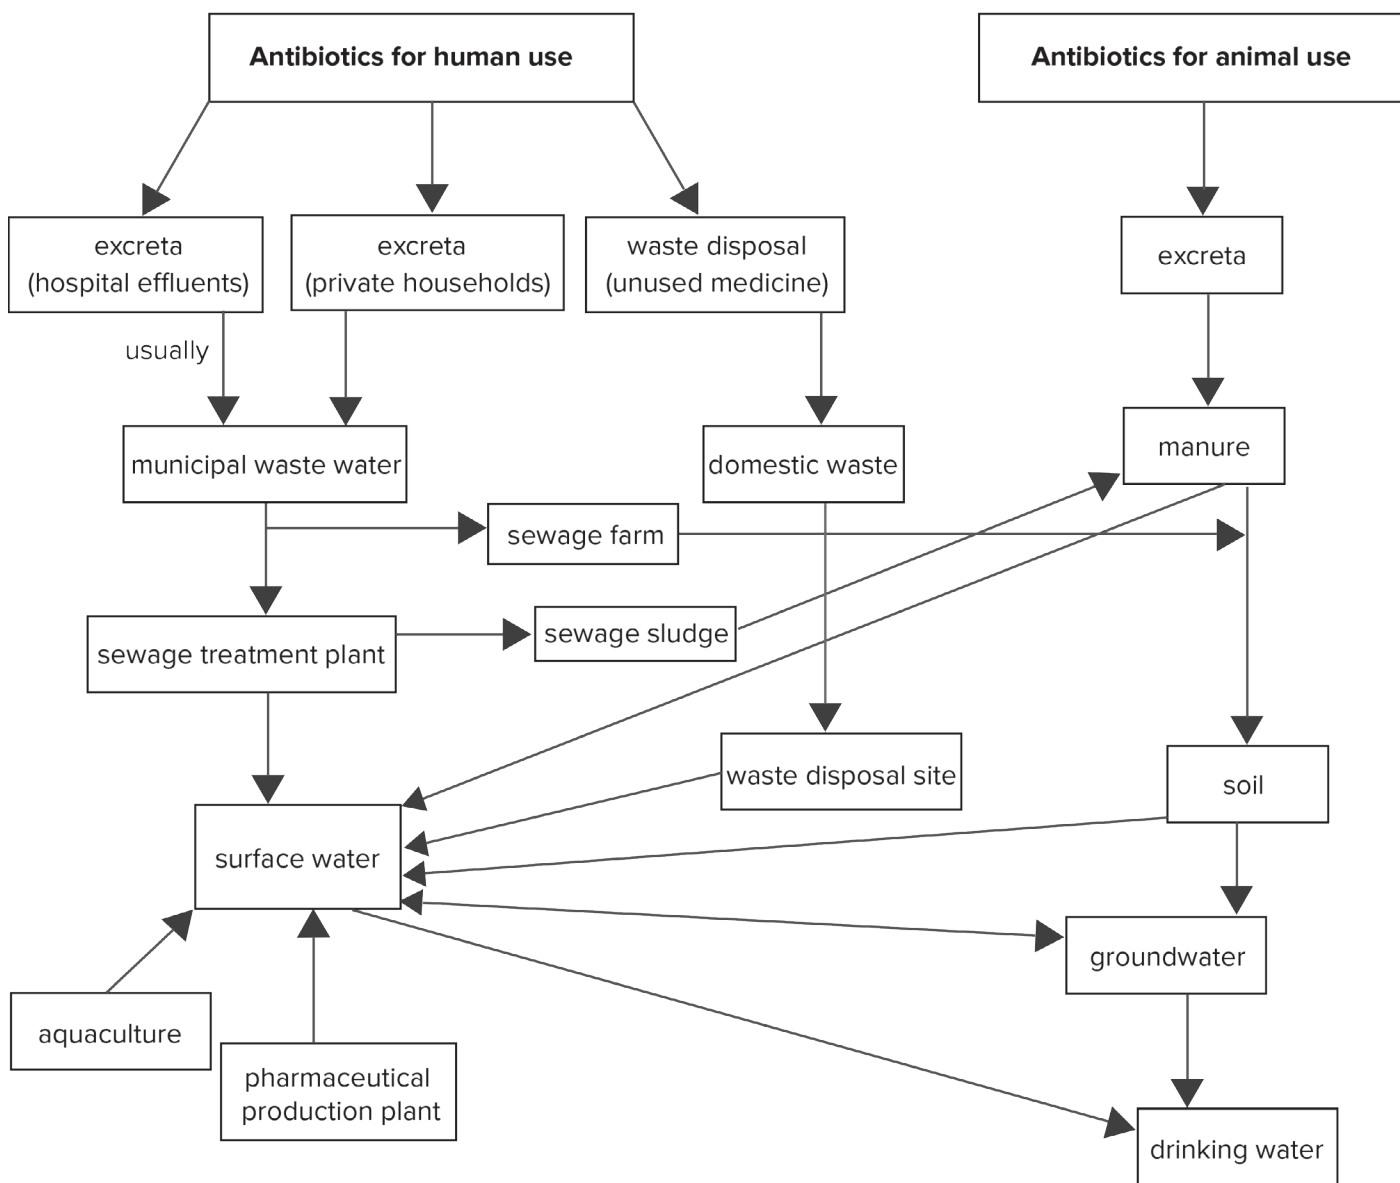 Antibiotics for human use
Antibiotics for animal use
excreta
(hospital effluents)
excreta
(private households)
waste disposal
(unused medicine)
excreta
usually
municipal waste water
domestic waste
manure
sewage farm
sewage treatment plant
sewage sludge
waste disposal site
soil
surface water
groundwater
aquaculture
pharmaceutical
production plant
drinking water